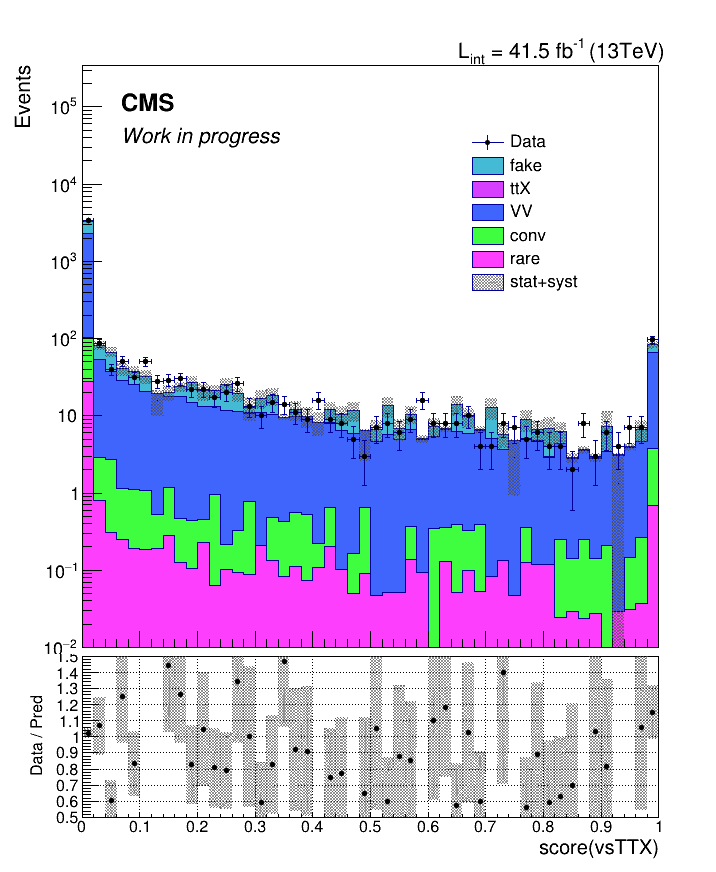 L_int = 41.5 fb^-1 (13TeV)
Events
CMS
Work in progress
Data
fake
ttX
VV
conv
rare
stat+syst
10^5
10^4
10^3
10^2
10
1
10^−1
10^−2
Data / Pred
1.5
1.4
1.3
1.2
1.1
1
0.9
0.8
0.7
0.6
0.5
0 0.1 0.2 0.3 0.4 0.5 0.6 0.7 0.8 0.9 1
score(vsTTX)